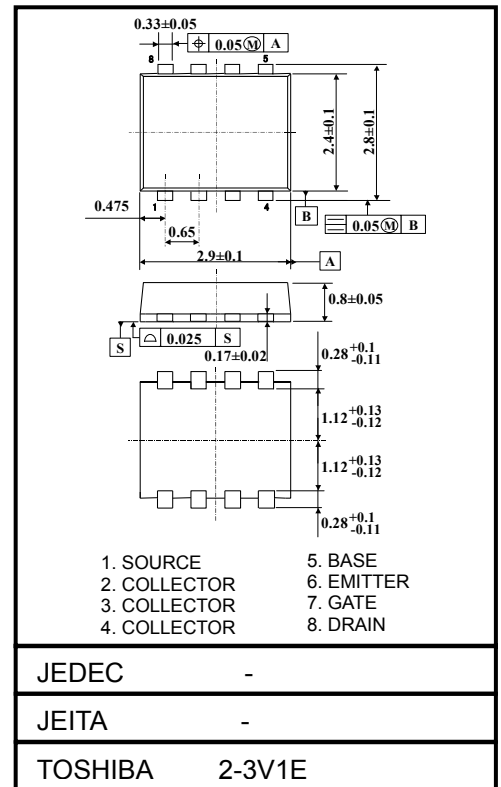 0.33±0.05
⌖ 0.05Ⓜ A
8 5
2.4±0.1
2.8±0.1
1 4
0.475
B
⌯ 0.05Ⓜ B
0.65
2.9±0.1
A
0.8±0.05
S
⌓ 0.025 S
0.17±0.02
0.28 +0.1 -0.11
1.12 +0.13 -0.12
1.12 +0.13 -0.12
0.28 +0.1 -0.11
1. SOURCE
2. COLLECTOR
3. COLLECTOR
4. COLLECTOR
5. BASE
6. EMITTER
7. GATE
8. DRAIN
JEDEC -
JEITA -
TOSHIBA 2-3V1E